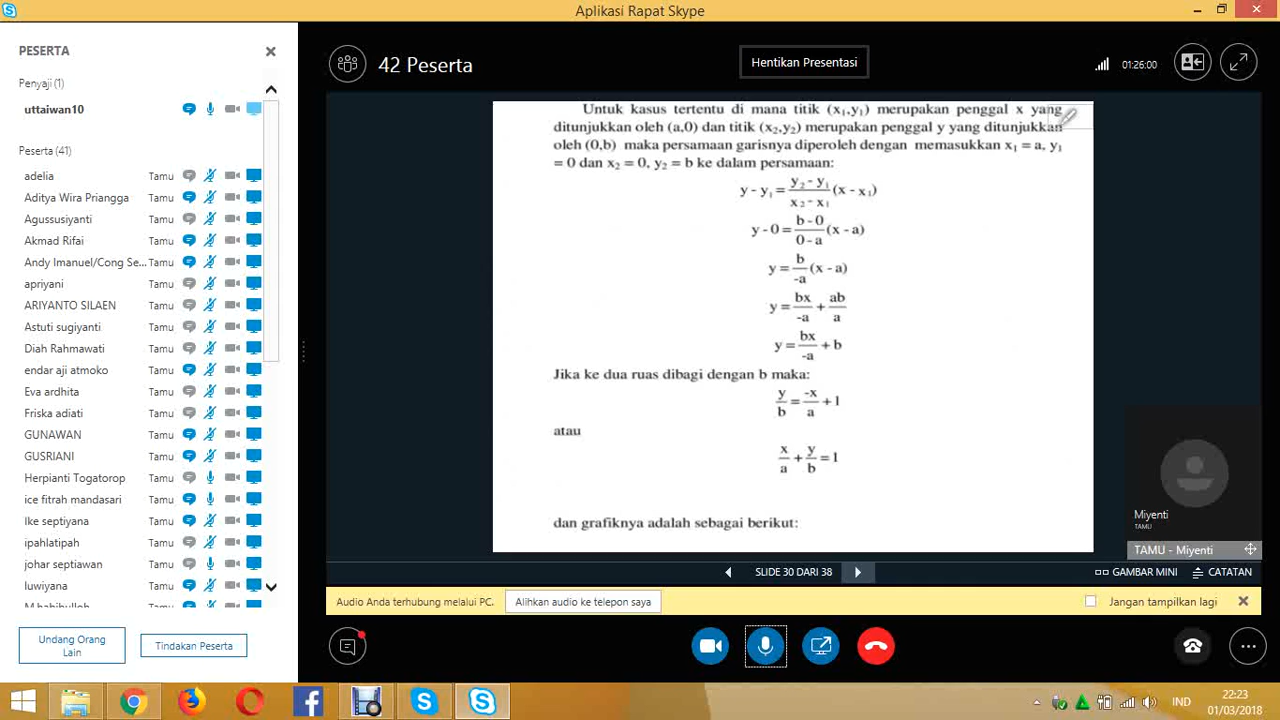 Aplikasi Rapat Skype
PESERTA
Penyaji (1)
uttaiwan10
Peserta (41)
adelia Tamu
Aditya Wira Priangga Tamu
Agussusiyanti Tamu
Akmad Rifai Tamu
Andy Imanuel/Cong Se... Tamu
apriyani Tamu
ARIYANTO SILAEN Tamu
Astuti sugiyanti Tamu
Diah Rahmawati Tamu
endar aji atmoko Tamu
Eva ardhita Tamu
Friska adiati Tamu
GUNAWAN Tamu
GUSRIANI Tamu
Herpianti Togatorop Tamu
ice fitrah mandasari Tamu
Ike septiyana Tamu
ipahlatipah Tamu
johar septiawan Tamu
luwiyana Tamu
Undang Orang
Lain
Tindakan Peserta
42 Peserta
Hentikan Presentasi
01:26:00
Untuk kasus tertentu di mana titik (x₁,y₁) merupakan penggal x yang
ditunjukkan oleh (a,0) dan titik (x₂,y₂) merupakan penggal y yang ditunjukkan
oleh (0,b) maka persamaan garisnya diperoleh dengan memasukkan x₁ = a, y₁
= 0 dan x₂ = 0, y₂ = b ke dalam persamaan:
y - y₁ = (y₂ - y₁)/(x₂ - x₁) (x - x₁)
y - 0 = (b - 0)/(0 - a) (x - a)
y = b/-a (x - a)
y = bx/-a + ab/a
y = bx/-a + b
Jika ke dua ruas dibagi dengan b maka:
y/b = -x/a + 1
atau
x/a + y/b = 1
dan grafiknya adalah sebagai berikut:
Miyenti
TAMU
TAMU - Miyenti
SLIDE 30 DARI 38
GAMBAR MINI
CATATAN
Audio Anda terhubung melalui PC.
Alihkan audio ke telepon saya
Jangan tampilkan lagi
IND
22:23
01/03/2018